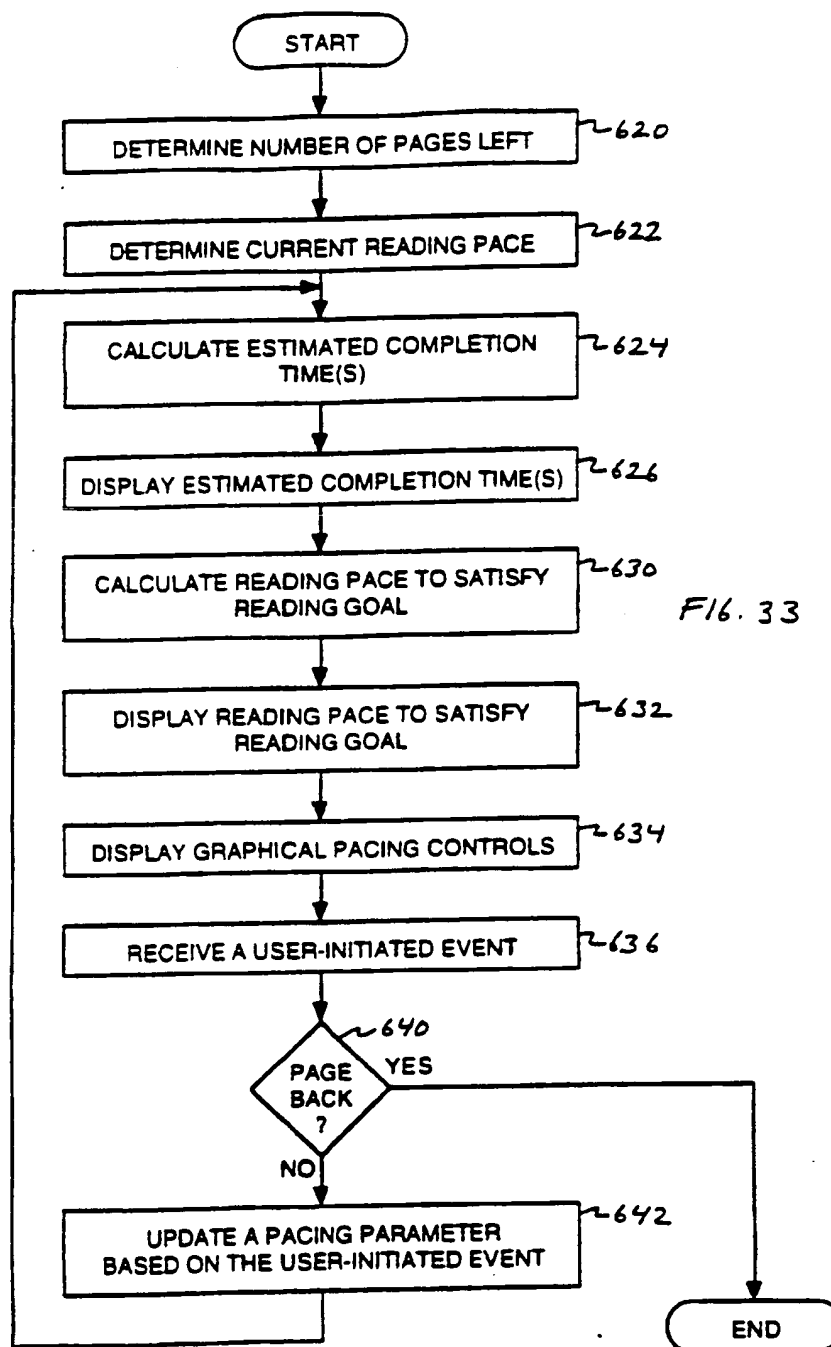 START
DETERMINE NUMBER OF PAGES LEFT
620
DETERMINE CURRENT READING PACE
622
CALCULATE ESTIMATED COMPLETION
TIME(S)
624
DISPLAY ESTIMATED COMPLETION TIME(S)
626
CALCULATE READING PACE TO SATISFY
READING GOAL
630
FIG. 33
DISPLAY READING PACE TO SATISFY
READING GOAL
632
DISPLAY GRAPHICAL PACING CONTROLS
634
RECEIVE A USER-INITIATED EVENT
636
640
PAGE
BACK
?
YES
NO
UPDATE A PACING PARAMETER
BASED ON THE USER-INITIATED EVENT
642
END